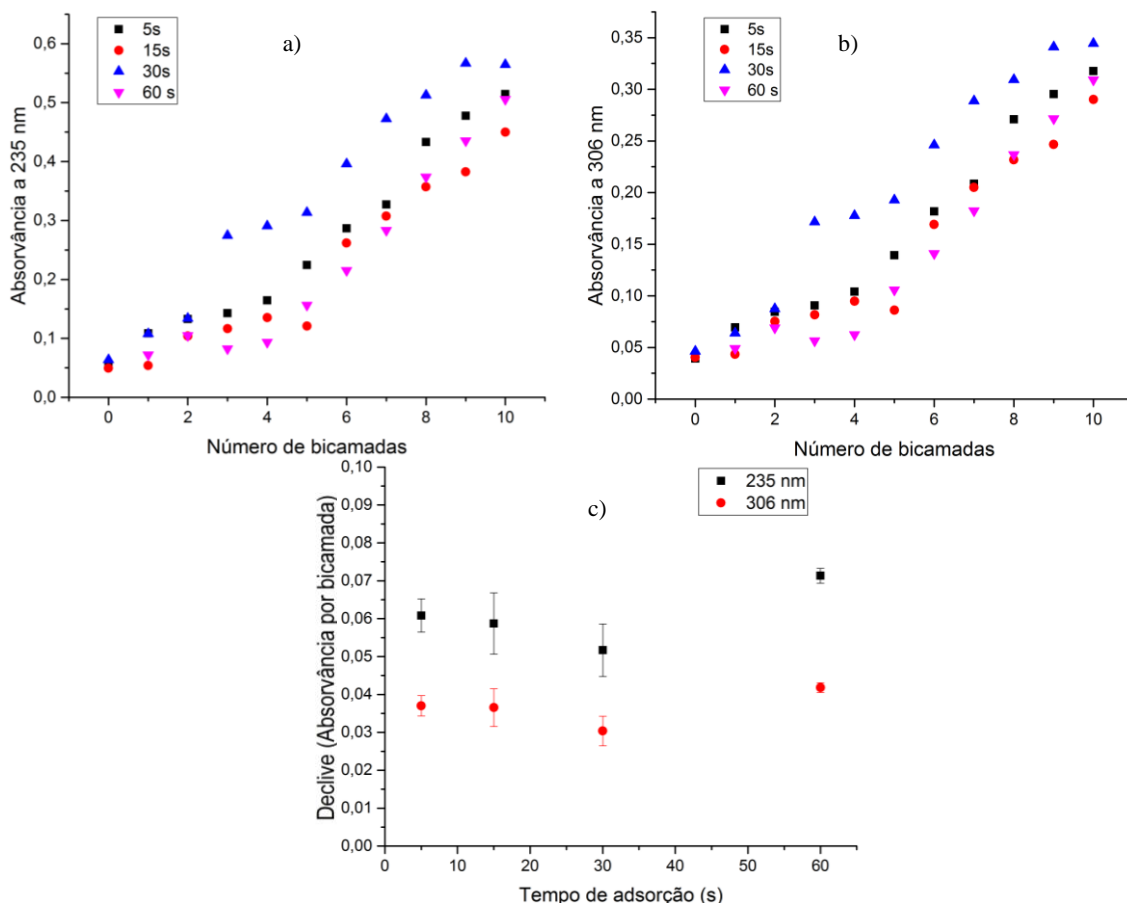 a)
5s
15s
30s
60 s
0,6
0,5
0,4
0,3
0,2
0,1
0,0
Absorvância a 235 nm
0 2 4 6 8 10
Número de bicamadas
b)
5s
15s
30s
60 s
0,35
0,30
0,25
0,20
0,15
0,10
0,05
0,00
Absorvância a 306 nm
0 2 4 6 8 10
Número de bicamadas
c)
235 nm
306 nm
0,10
0,09
0,08
0,07
0,06
0,05
0,04
0,03
0,02
0,01
0,00
Declive (Absorvância por bicamada)
0 10 20 30 40 50 60
Tempo de adsorção (s)